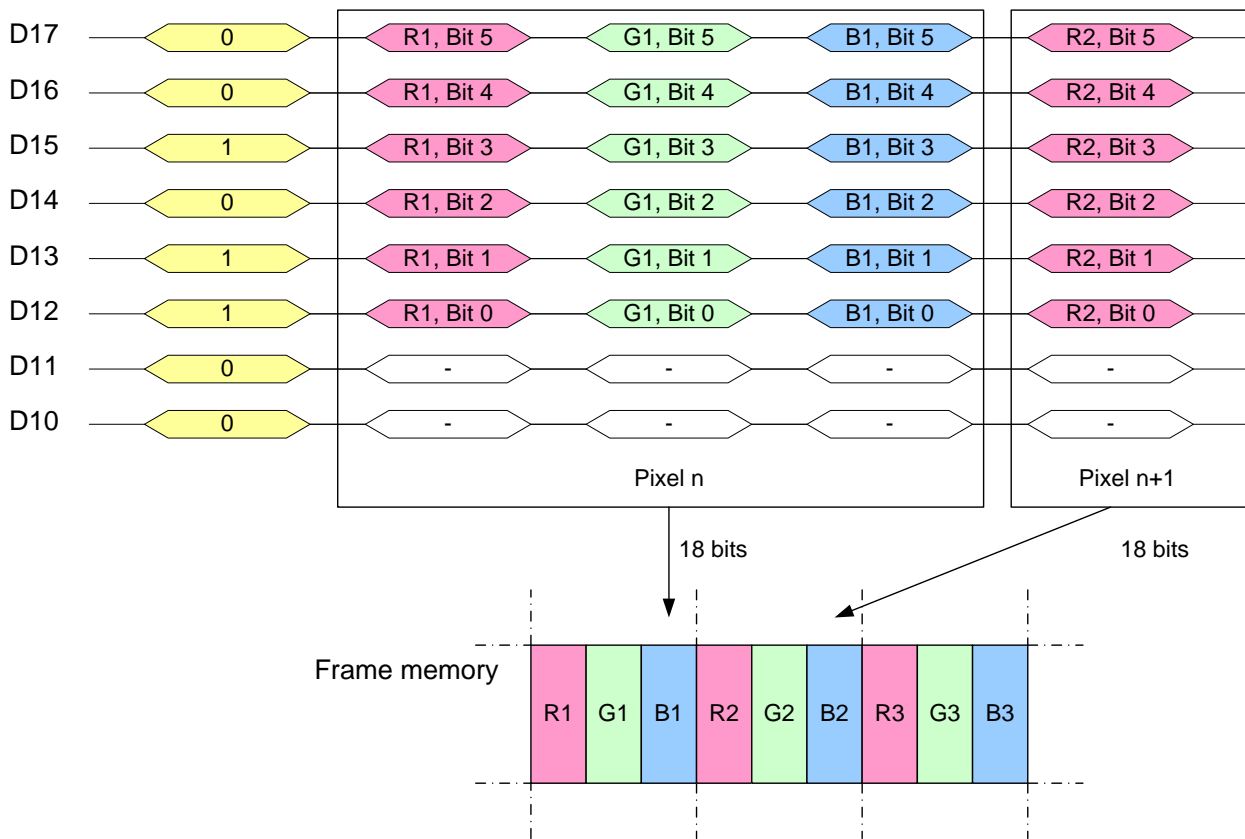 D17 0 R1, Bit 5 G1, Bit 5 B1, Bit 5 R2, Bit 5
D16 0 R1, Bit 4 G1, Bit 4 B1, Bit 4 R2, Bit 4
D15 1 R1, Bit 3 G1, Bit 3 B1, Bit 3 R2, Bit 3
D14 0 R1, Bit 2 G1, Bit 2 B1, Bit 2 R2, Bit 2
D13 1 R1, Bit 1 G1, Bit 1 B1, Bit 1 R2, Bit 1
D12 1 R1, Bit 0 G1, Bit 0 B1, Bit 0 R2, Bit 0
D11 0 - - - -
D10 0 - - - -
Pixel n Pixel n+1
18 bits 18 bits
Frame memory
R1 G1 B1 R2 G2 B2 R3 G3 B3